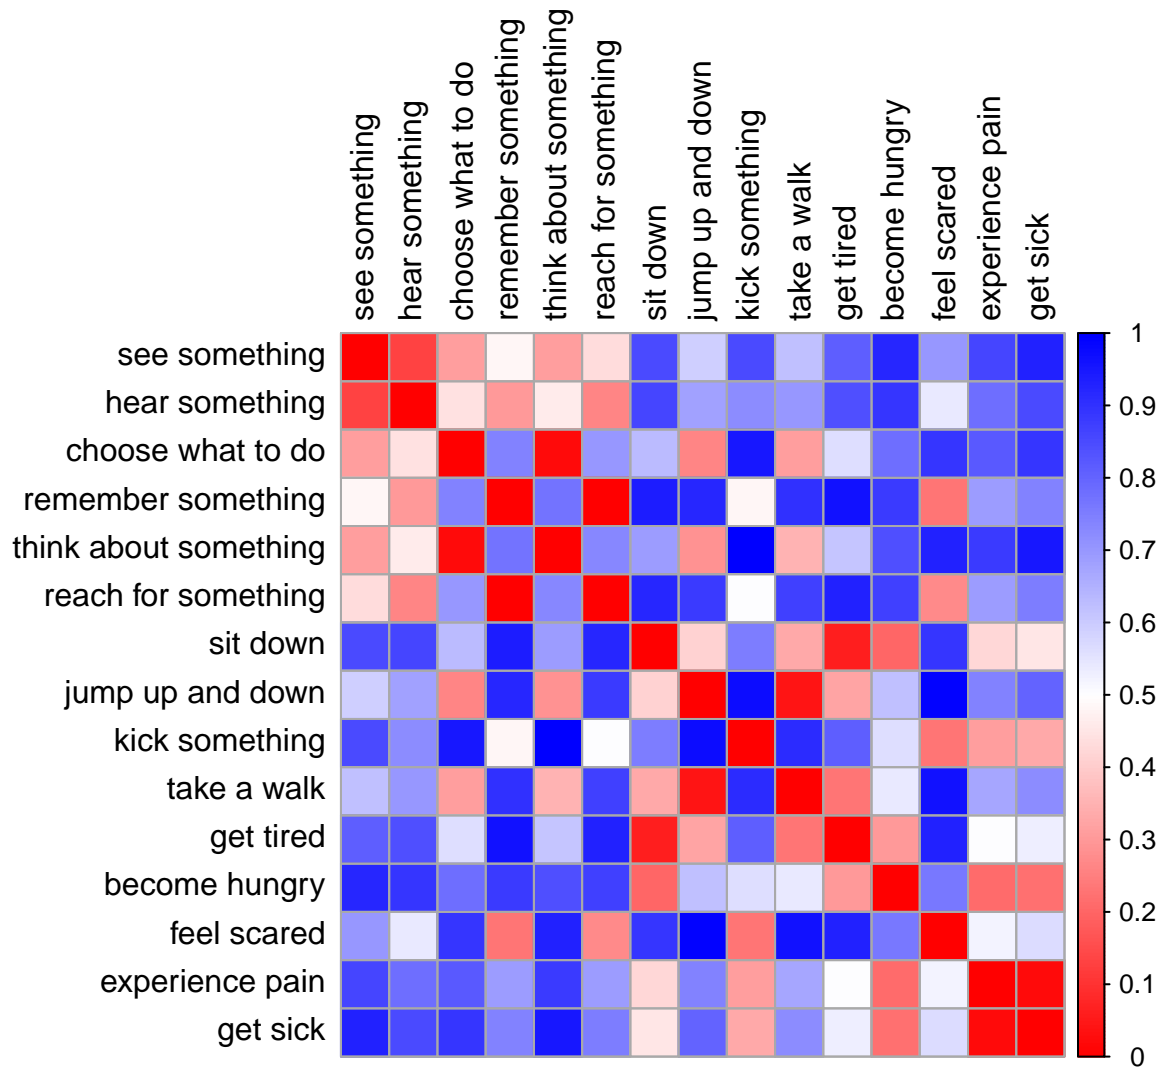 see something
hear something
choose what to do
remember something
think about something
reach for something
sit down
jump up and down
kick something
take a walk
get tired
become hungry
feel scared
experience pain
get sick
see something
hear something
choose what to do
remember something
think about something
reach for something
sit down
jump up and down
kick something
take a walk
get tired
become hungry
feel scared
experience pain
get sick
1
0.9
0.8
0.7
0.6
0.5
0.4
0.3
0.2
0.1
0